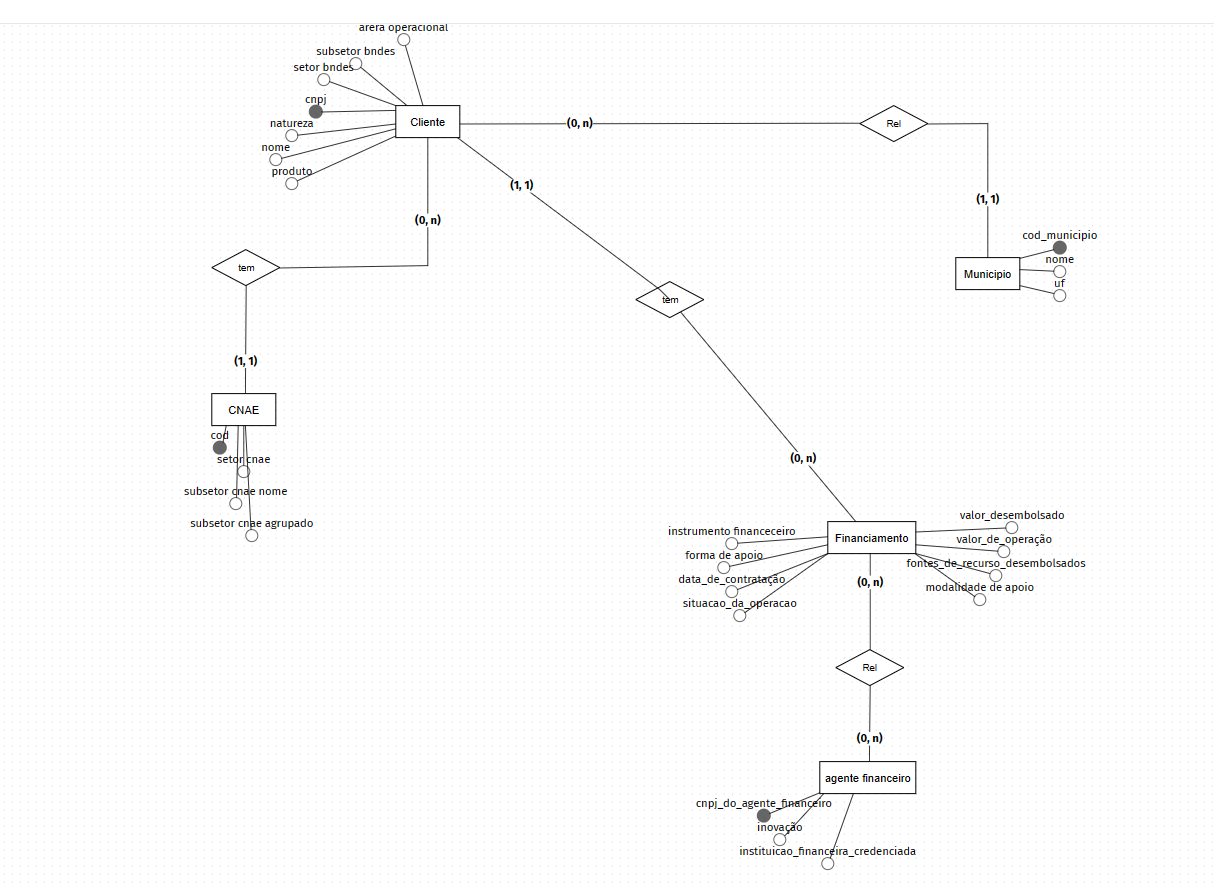 arera operacional
subsetor bndes
setor bndes
cnpj
natureza
nome
produto
Cliente
(0, n)
Rel
(1, 1)
(1, 1)
(0, n)
cod_municipio
nome
uf
Municipio
tem
tem
(1, 1)
CNAE
cod
setor cnae
subsetor cnae nome
subsetor cnae agrupado
(0, n)
instrumento financeceiro
forma de apoio
data_de_contratação
situacao_da_operacao
Financiamento
valor_desembolsado
valor_de_operação
fontes_de_recurso_desembolsados
modalidade de apoio
(0, n)
Rel
(0, n)
agente financeiro
cnpj_do_agente_financeiro
inovação
instituicao_financeira_credenciada